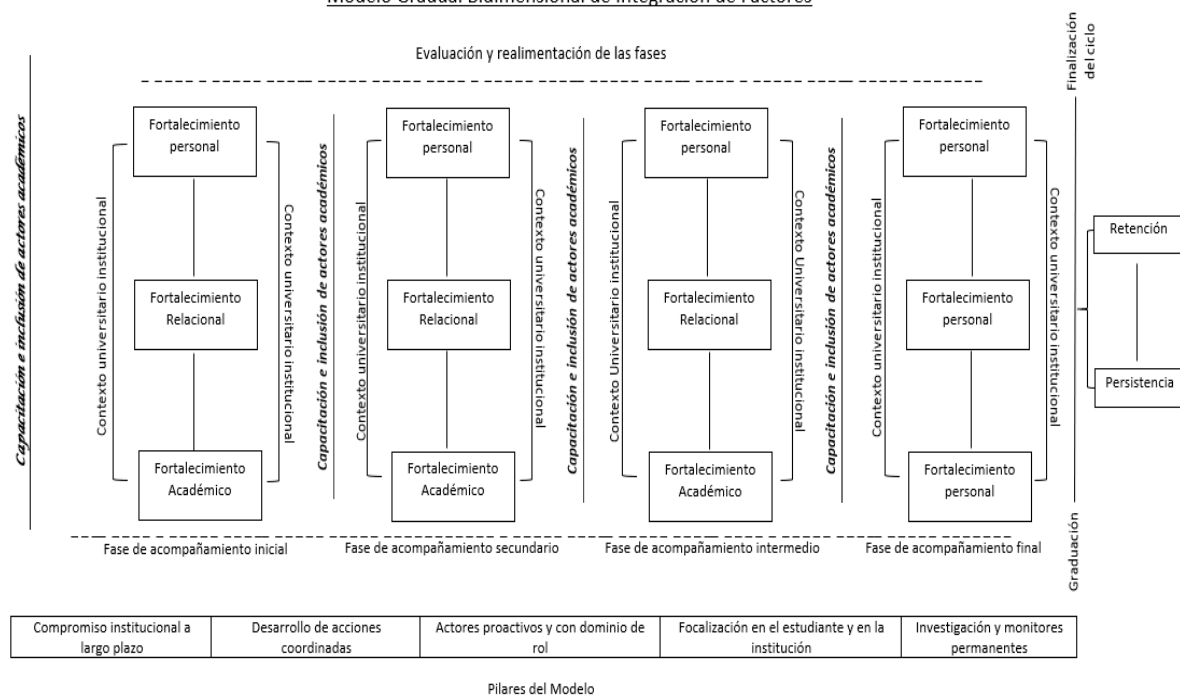 Modelo Gradual Bidimensional de Integración de Factores
Evaluación y realimentación de las fases
Finalización
del ciclo
Capacitación e inclusión de actores académicos
Contexto universitario institucional
Fortalecimiento
personal
Fortalecimiento
Relacional
Fortalecimiento
Académico
Contexto universitario institucional
Capacitación e inclusión de actores académicos
Contexto universitario institucional
Fortalecimiento
personal
Fortalecimiento
Relacional
Fortalecimiento
Académico
Contexto universitario institucional
Capacitación e inclusión de actores académicos
Contexto Universitario institucional
Fortalecimiento
personal
Fortalecimiento
Relacional
Fortalecimiento
Académico
Contexto Universitario institucional
Capacitación e inclusión de actores académicos
Contexto universitario institucional
Fortalecimiento
personal
Fortalecimiento
personal
Fortalecimiento
personal
Contexto universitario institucional
Retención
Persistencia
Graduación
Fase de acompañamiento inicial
Fase de acompañamiento secundario
Fase de acompañamiento intermedio
Fase de acompañamiento final
Compromiso institucional a
largo plazo
Desarrollo de acciones
coordinadas
Actores proactivos y con dominio de
rol
Focalización en el estudiante y en la
institución
Investigación y monitores
permanentes
Pilares del Modelo